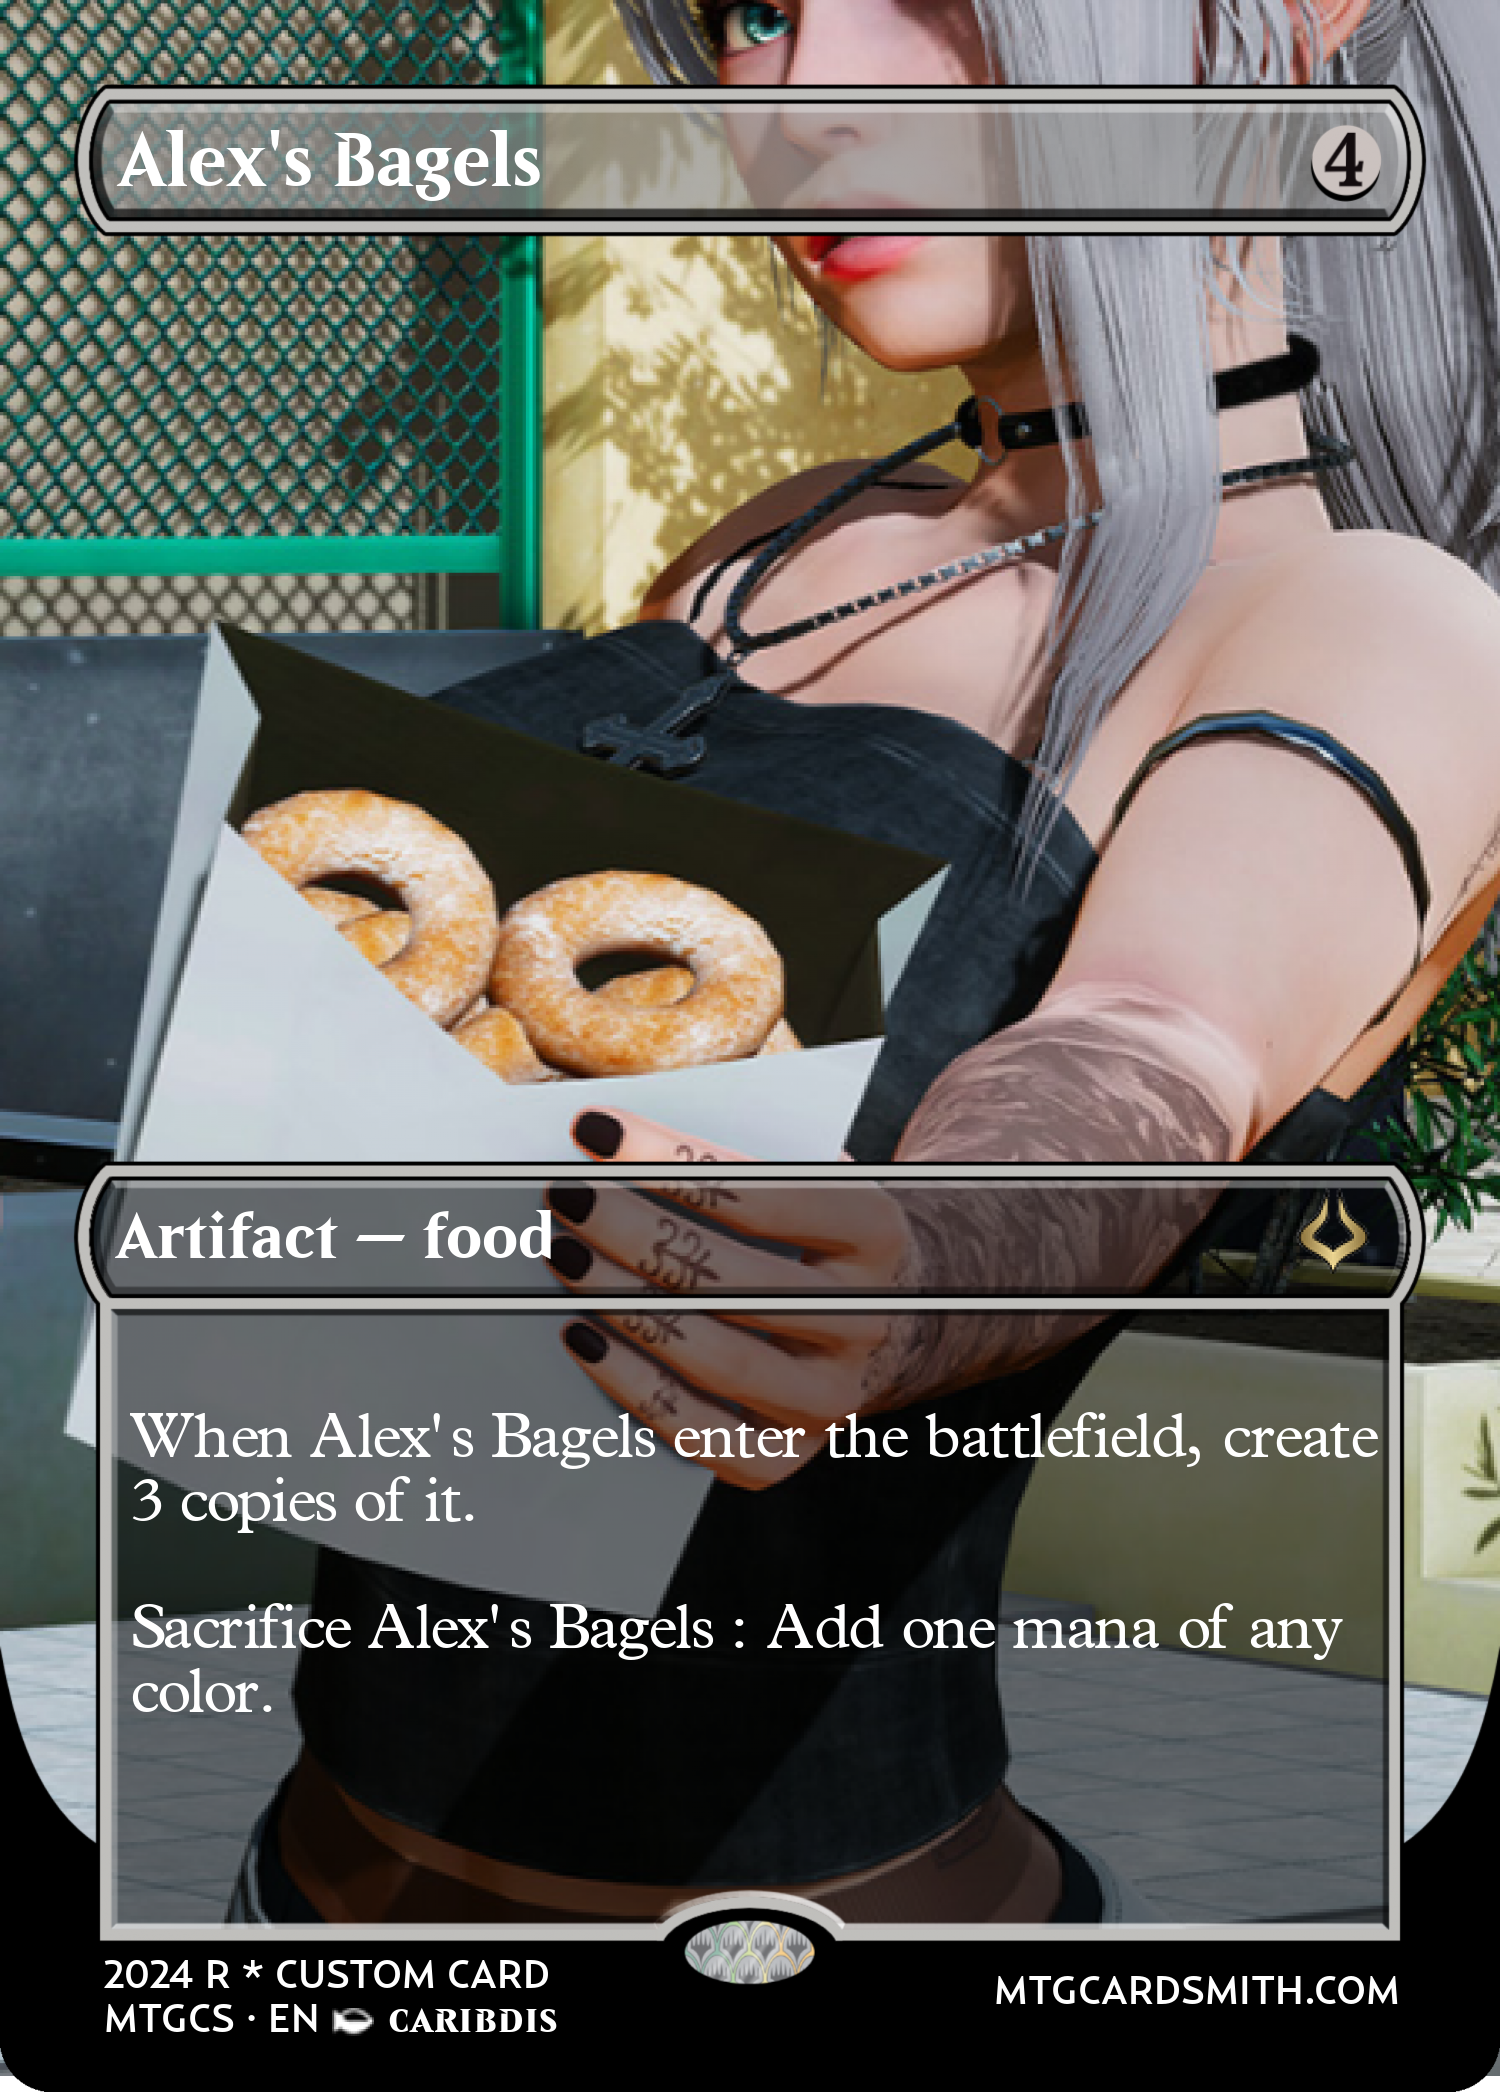 Alex's Bagels
4
Artifact — food
When Alex's Bagels enter the battlefield, create
3 copies of it.
Sacrifice Alex's Bagels : Add one mana of any
color.
2024 R * CUSTOM CARD
MTGCS · EN CARIBDIS
MTGCARDSMITH.COM